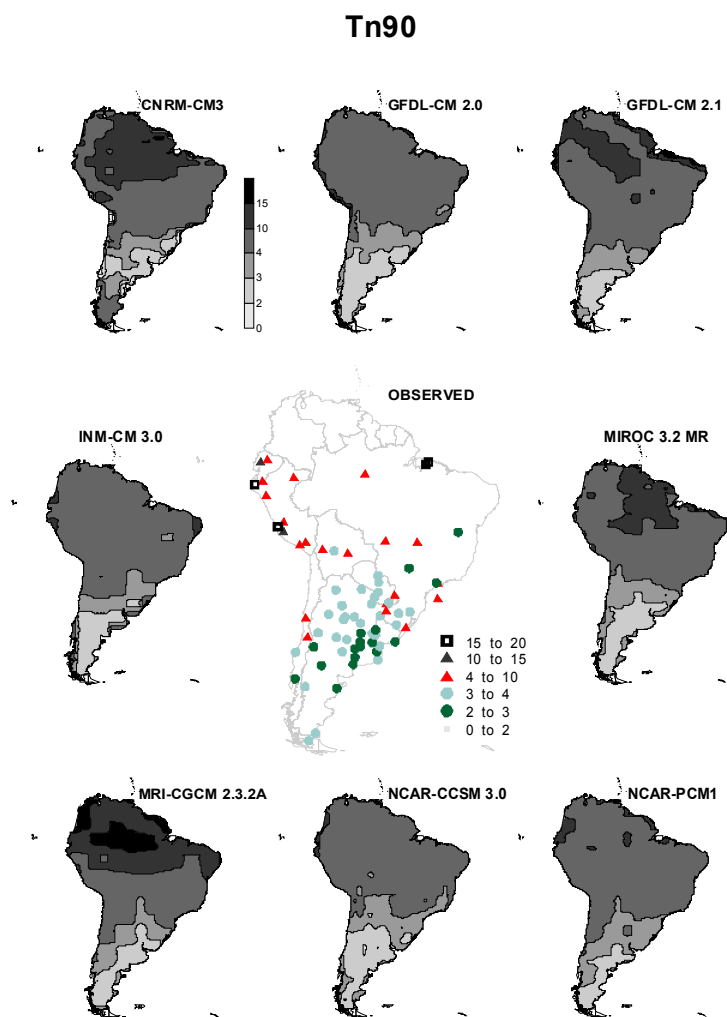 Tn90
CNRM-CM3
GFDL-CM 2.0
GFDL-CM 2.1
15
10
4
3
2
0
INM-CM 3.0
OBSERVED
MIROC 3.2 MR
15 to 20
10 to 15
4 to 10
3 to 4
2 to 3
0 to 2
MRI-CGCM 2.3.2A
NCAR-CCSM 3.0
NCAR-PCM1